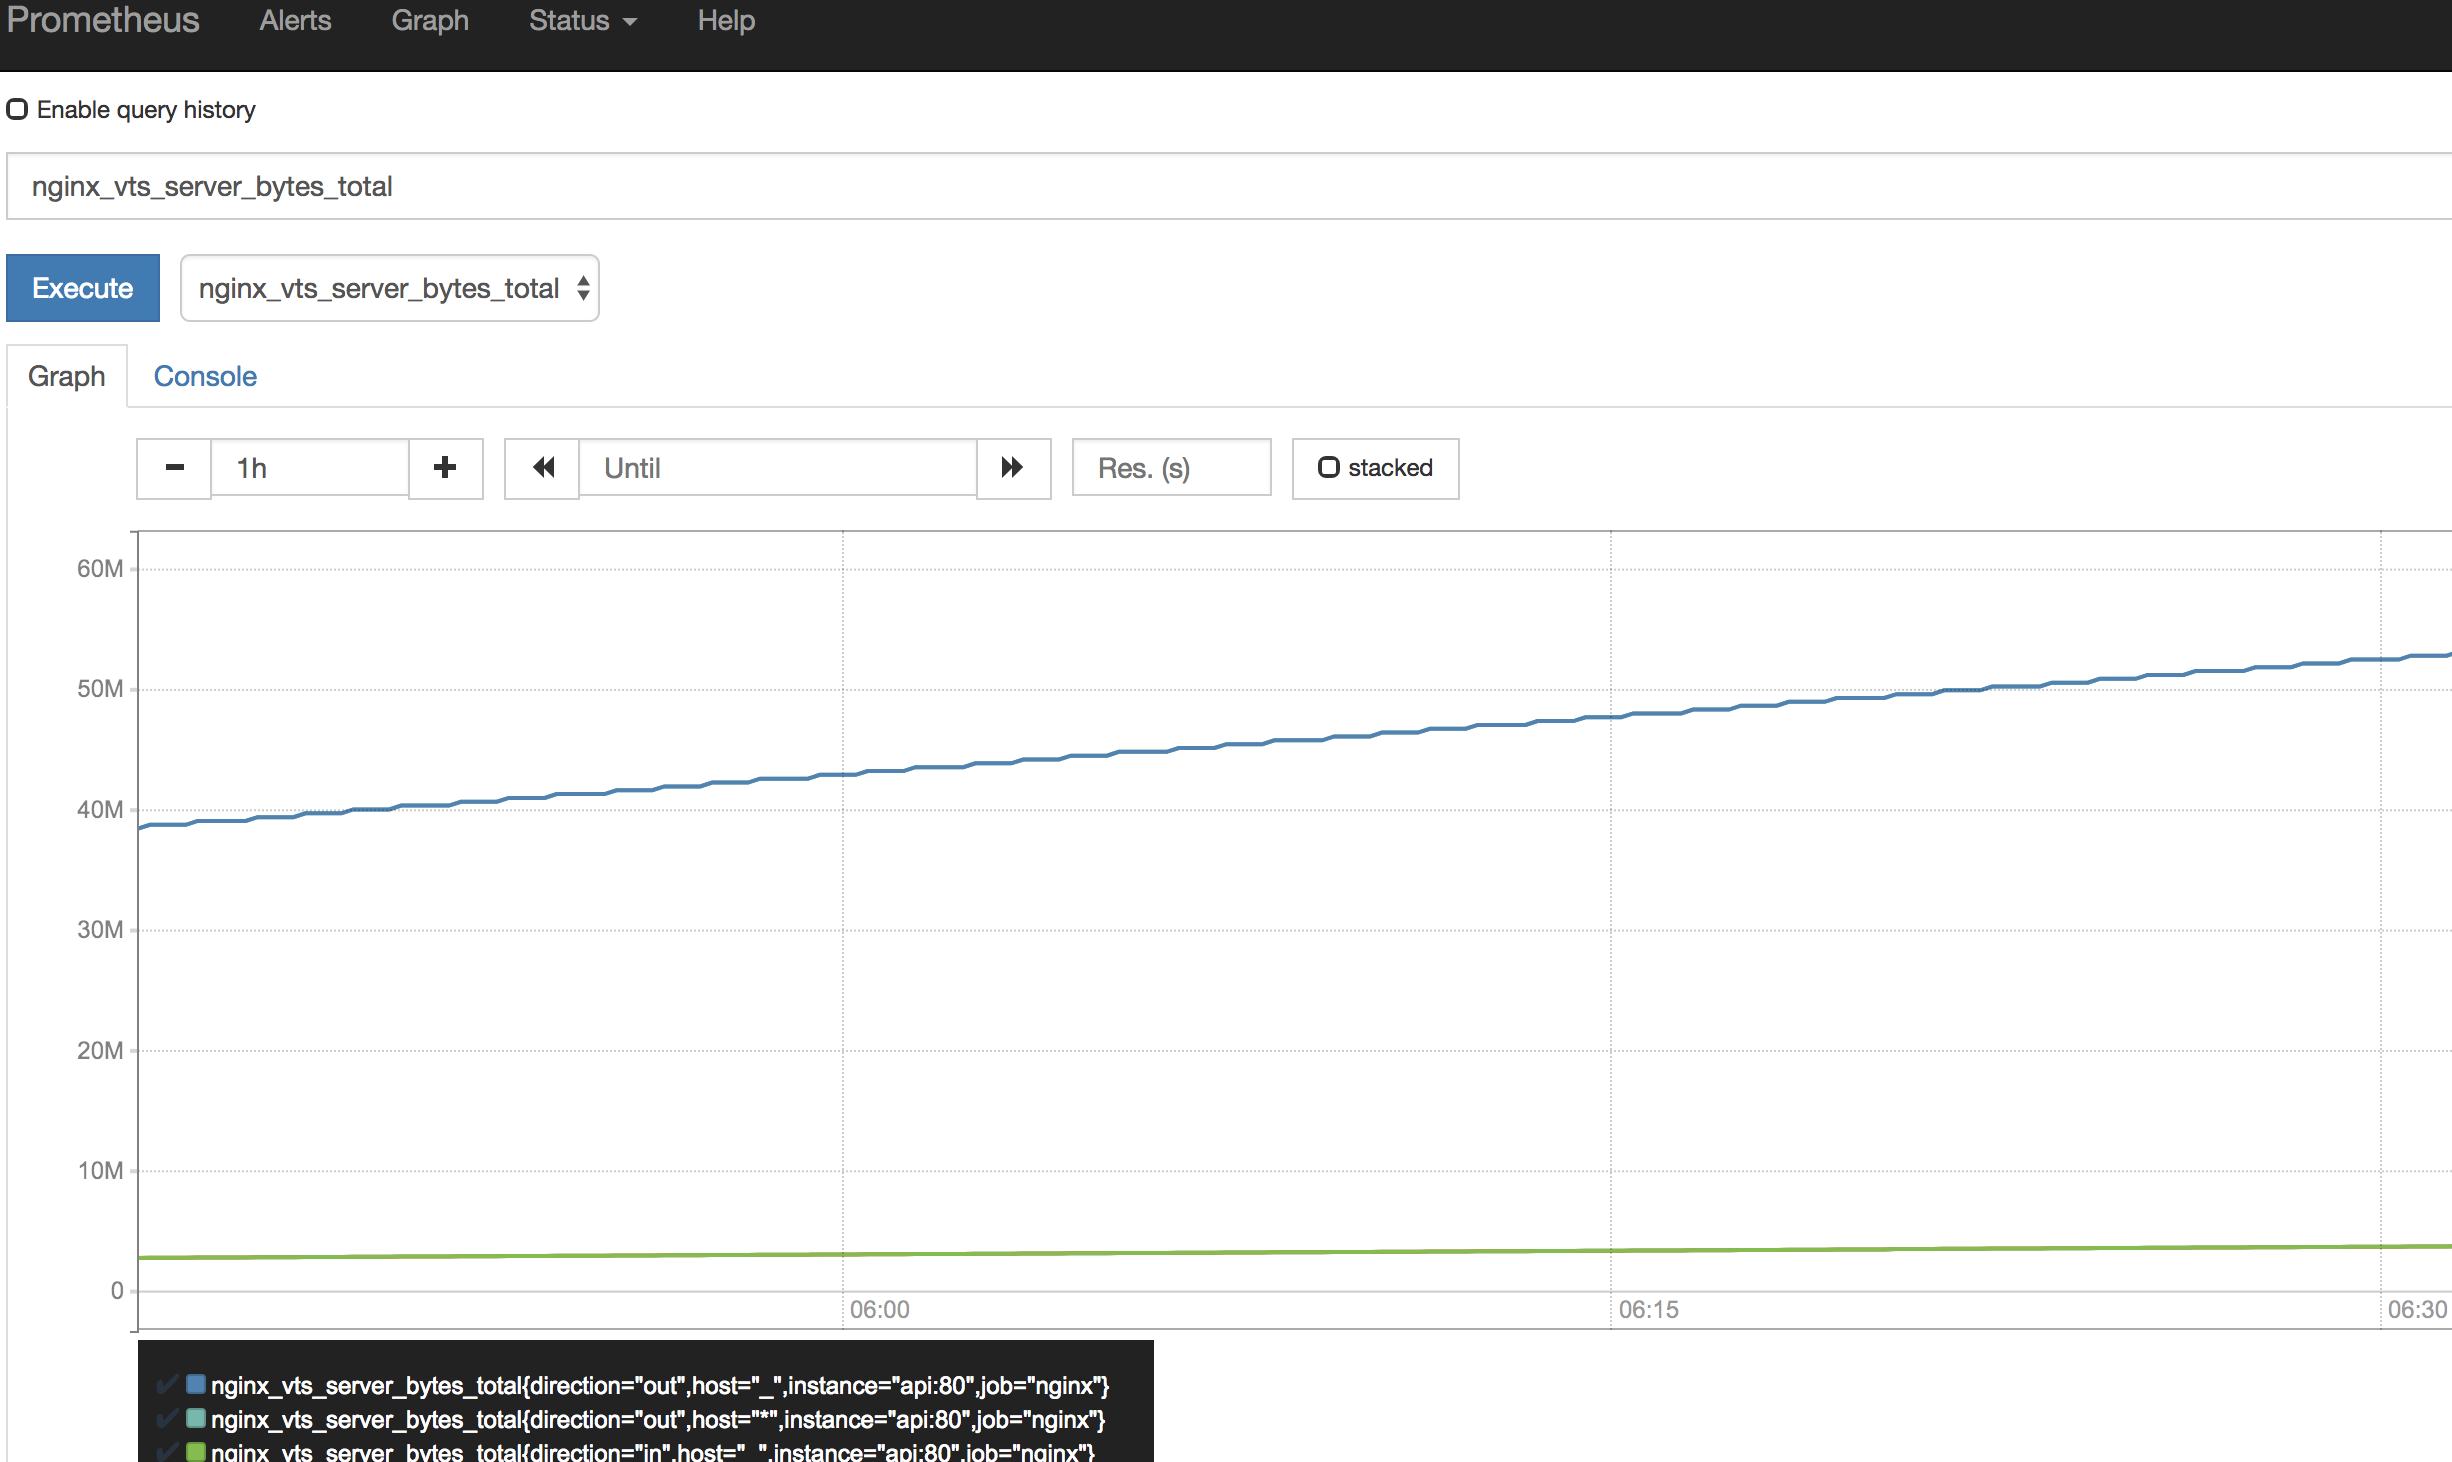 Prometheus Alerts Graph Status Help
Enable query history
nginx_vts_server_bytes_total
Execute nginx_vts_server_bytes_total
Graph Console
1h Until Res. (s) stacked
60M
50M
40M
30M
20M
10M
0
06:00 06:15 06:30
nginx_vts_server_bytes_total{direction="out",host="_",instance="api:80",job="nginx"}
nginx_vts_server_bytes_total{direction="out",host="*",instance="api:80",job="nginx"}
nginx_vts_server_bytes_total{direction="in",host="_",instance="api:80",job="nginx"}